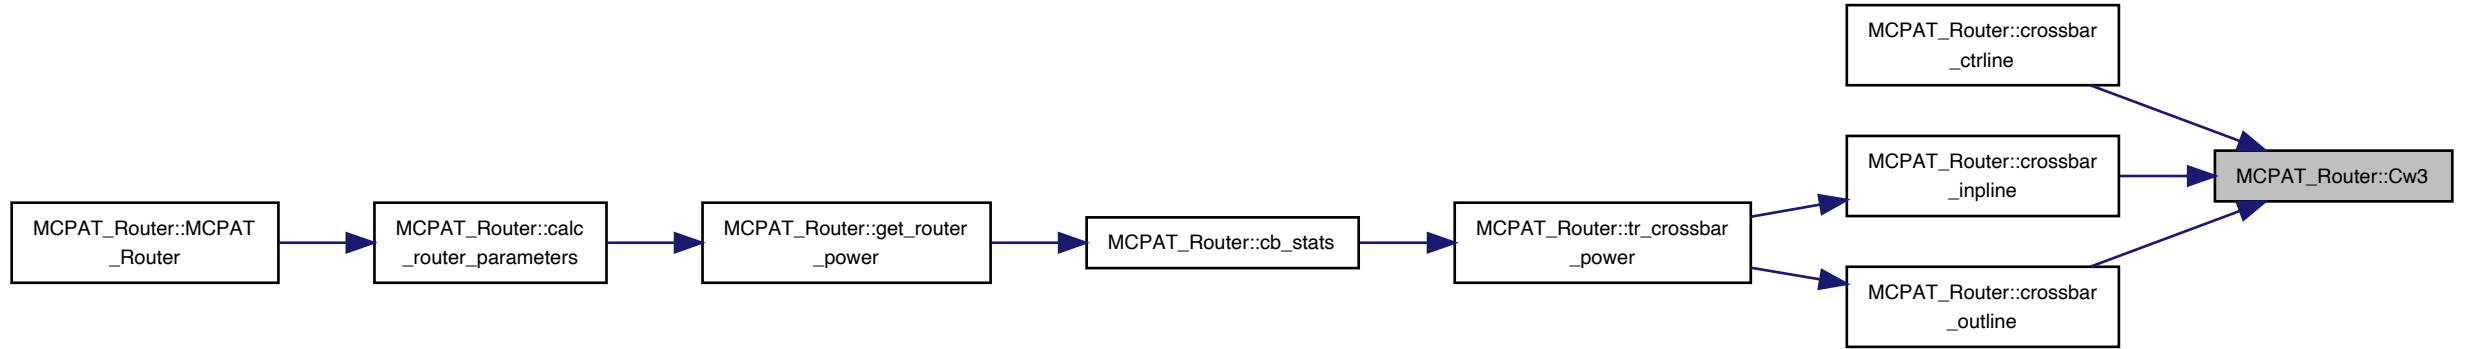 MCPAT_Router::MCPAT
_Router
MCPAT_Router::calc
_router_parameters
MCPAT_Router::get_router
_power
MCPAT_Router::cb_stats
MCPAT_Router::tr_crossbar
_power
MCPAT_Router::crossbar
_ctrline
MCPAT_Router::crossbar
_inpline
MCPAT_Router::crossbar
_outline
MCPAT_Router::Cw3